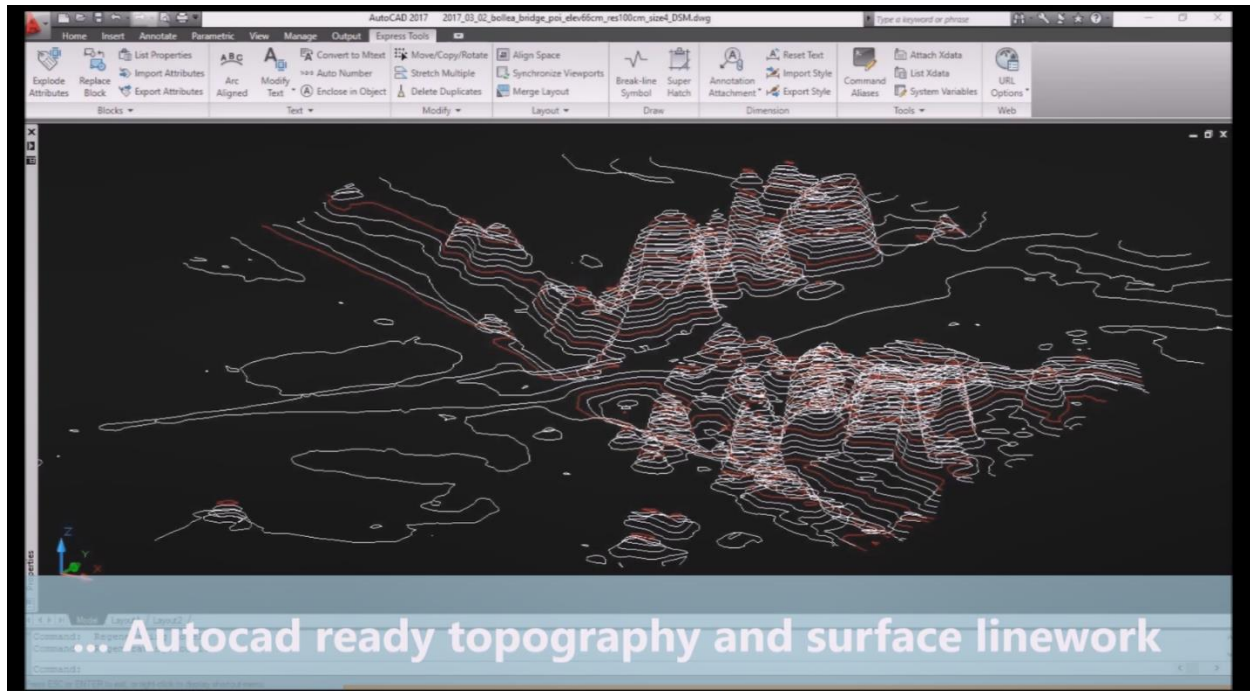 AutoCAD 2017 2017_03_02_bollea_bridge_poi_elev66cm_res100cm_size4_DSM.dwg
Type a keyword or phrase
Home Insert Annotate Parametric View Manage Output Express Tools
Explode Attributes
Replace Block
List Properties
Import Attributes
Export Attributes
Blocks
Arc Aligned
Modify Text
Convert to Mtext
Auto Number
Enclose in Object
Text
Move/Copy/Rotate
Stretch Multiple
Delete Duplicates
Modify
Align Space
Synchronize Viewports
Merge Layout
Layout
Break-line Symbol
Super Hatch
Draw
Annotation Attachment
Reset Text
Import Style
Export Style
Dimension
Command Aliases
Attach Xdata
List Xdata
System Variables
Tools
URL Options
Web
Z
Y
X
Properties
Model Layout1 Layout2
Command:
Command:
... Autocad ready topography and surface linework
Command: